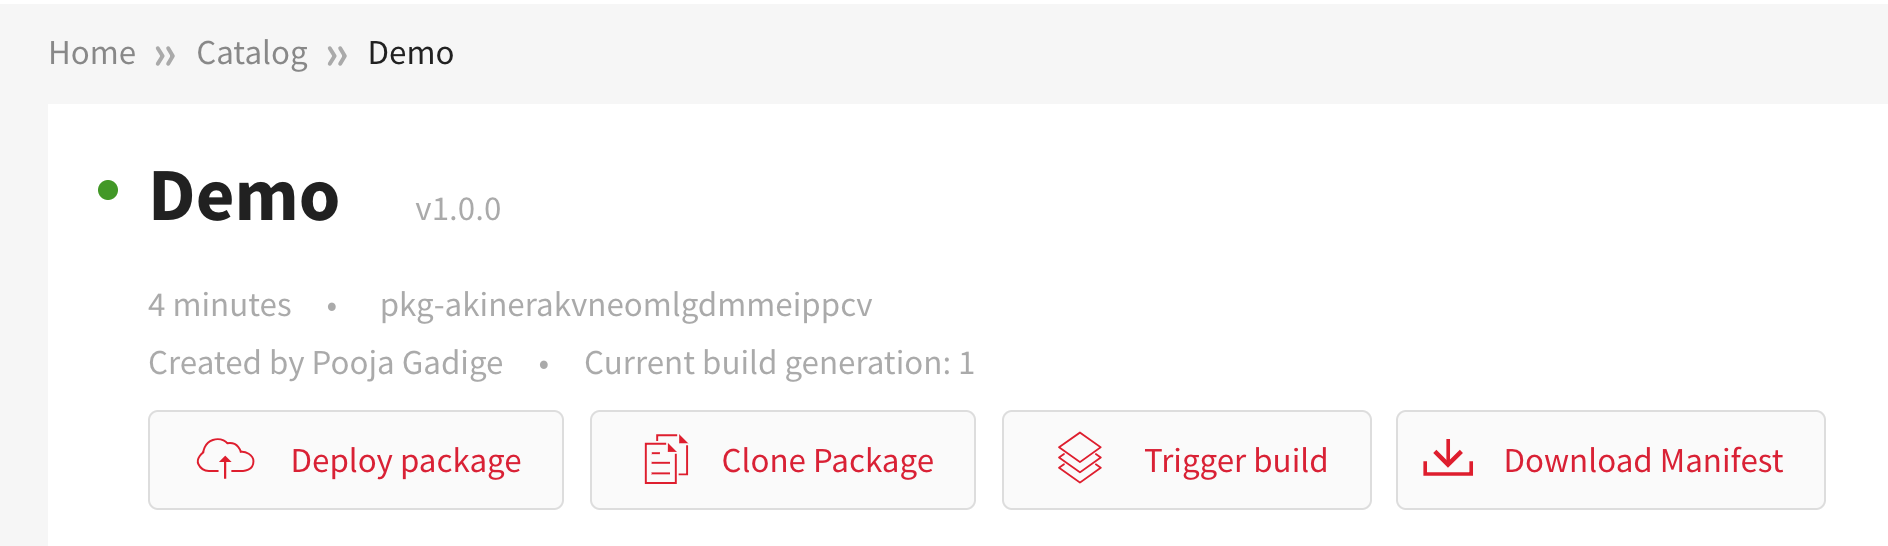 Home » Catalog » Demo
Demo v1.0.0
4 minutes • pkg-akinerakvneomlgdmmeippcv
Created by Pooja Gadige • Current build generation: 1
Deploy package Clone Package Trigger build Download Manifest